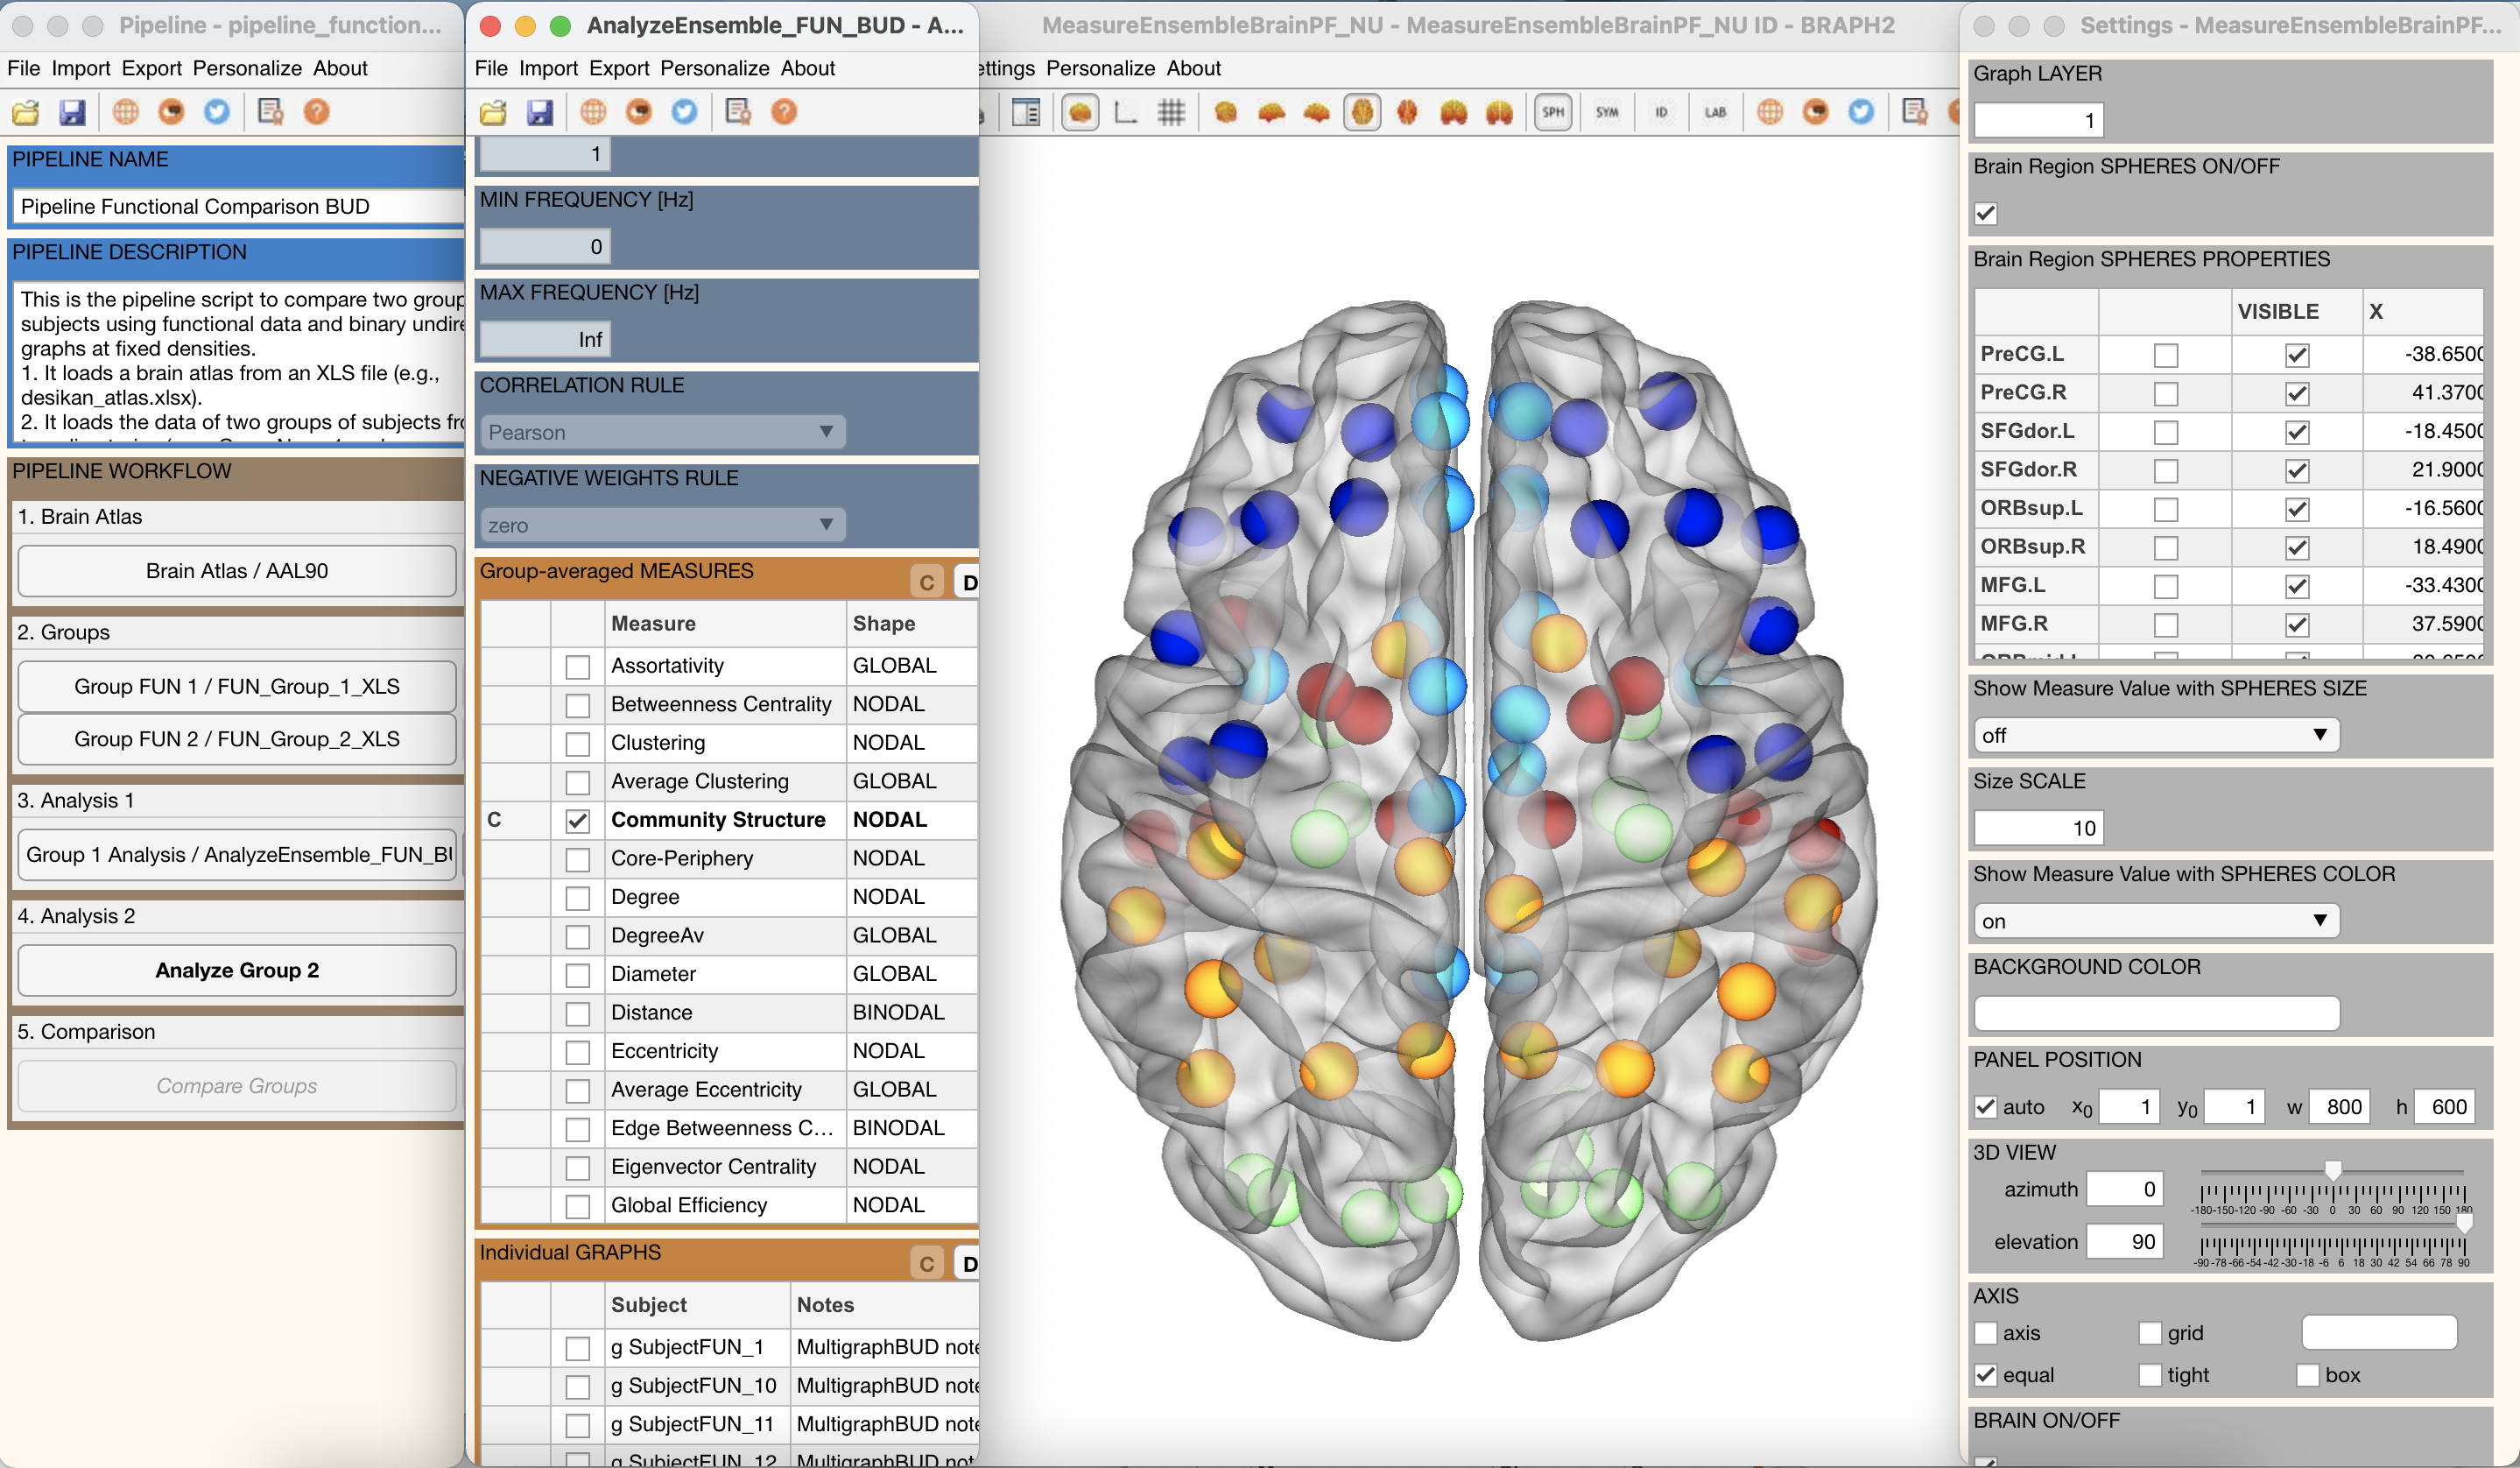 Pipeline - pipeline_function...
File Import Export Personalize About
PIPELINE NAME
Pipeline Functional Comparison BUD
PIPELINE DESCRIPTION
This is the pipeline script to compare two group
subjects using functional data and binary undire
graphs at fixed densities.
1. It loads a brain atlas from an XLS file (e.g.,
desikan_atlas.xlsx).
2. It loads the data of two groups of subjects fr
PIPELINE WORKFLOW
1. Brain Atlas
Brain Atlas / AAL90
2. Groups
Group FUN 1 / FUN_Group_1_XLS
Group FUN 2 / FUN_Group_2_XLS
3. Analysis 1
Group 1 Analysis / AnalyzeEnsemble_FUN_BU
4. Analysis 2
Analyze Group 2
5. Comparison
Compare Groups
AnalyzeEnsemble_FUN_BUD - A...
File Import Export Personalize About
1
MIN FREQUENCY [Hz]
0
MAX FREQUENCY [Hz]
Inf
CORRELATION RULE
Pearson
NEGATIVE WEIGHTS RULE
zero
Group-averaged MEASURES C D
Measure Shape
Assortativity GLOBAL
Betweenness Centrality NODAL
Clustering NODAL
Average Clustering GLOBAL
C Community Structure NODAL
Core-Periphery NODAL
Degree NODAL
DegreeAv GLOBAL
Diameter GLOBAL
Distance BINODAL
Eccentricity NODAL
Average Eccentricity GLOBAL
Edge Betweenness C... BINODAL
Eigenvector Centrality NODAL
Global Efficiency NODAL
Individual GRAPHS C D
Subject Notes
g SubjectFUN_1 MultigraphBUD note
g SubjectFUN_10 MultigraphBUD note
g SubjectFUN_11 MultigraphBUD note
g SubjectFUN_12 MultigraphBUD not
MeasureEnsembleBrainPF_NU - MeasureEnsembleBrainPF_NU ID - BRAPH2
ettings Personalize About
SPH SYM ID LAB
Settings - MeasureEnsembleBrainPF...
Graph LAYER
1
Brain Region SPHERES ON/OFF
Brain Region SPHERES PROPERTIES
VISIBLE X
PreCG.L -38.6500
PreCG.R 41.3700
SFGdor.L -18.4500
SFGdor.R 21.9000
ORBsup.L -16.5600
ORBsup.R 18.4900
MFG.L -33.4300
MFG.R 37.5900
Show Measure Value with SPHERES SIZE
off
Size SCALE
10
Show Measure Value with SPHERES COLOR
on
BACKGROUND COLOR
PANEL POSITION
auto x0 1 y0 1 w 800 h 600
3D VIEW
azimuth 0
-180-150-120 -90 -60 -30 0 30 60 90 120 150 180
elevation 90
-90-78-66-54-42-30-18 -6 6 18 30 42 54 66 78 90
AXIS
axis grid
equal tight box
BRAIN ON/OFF